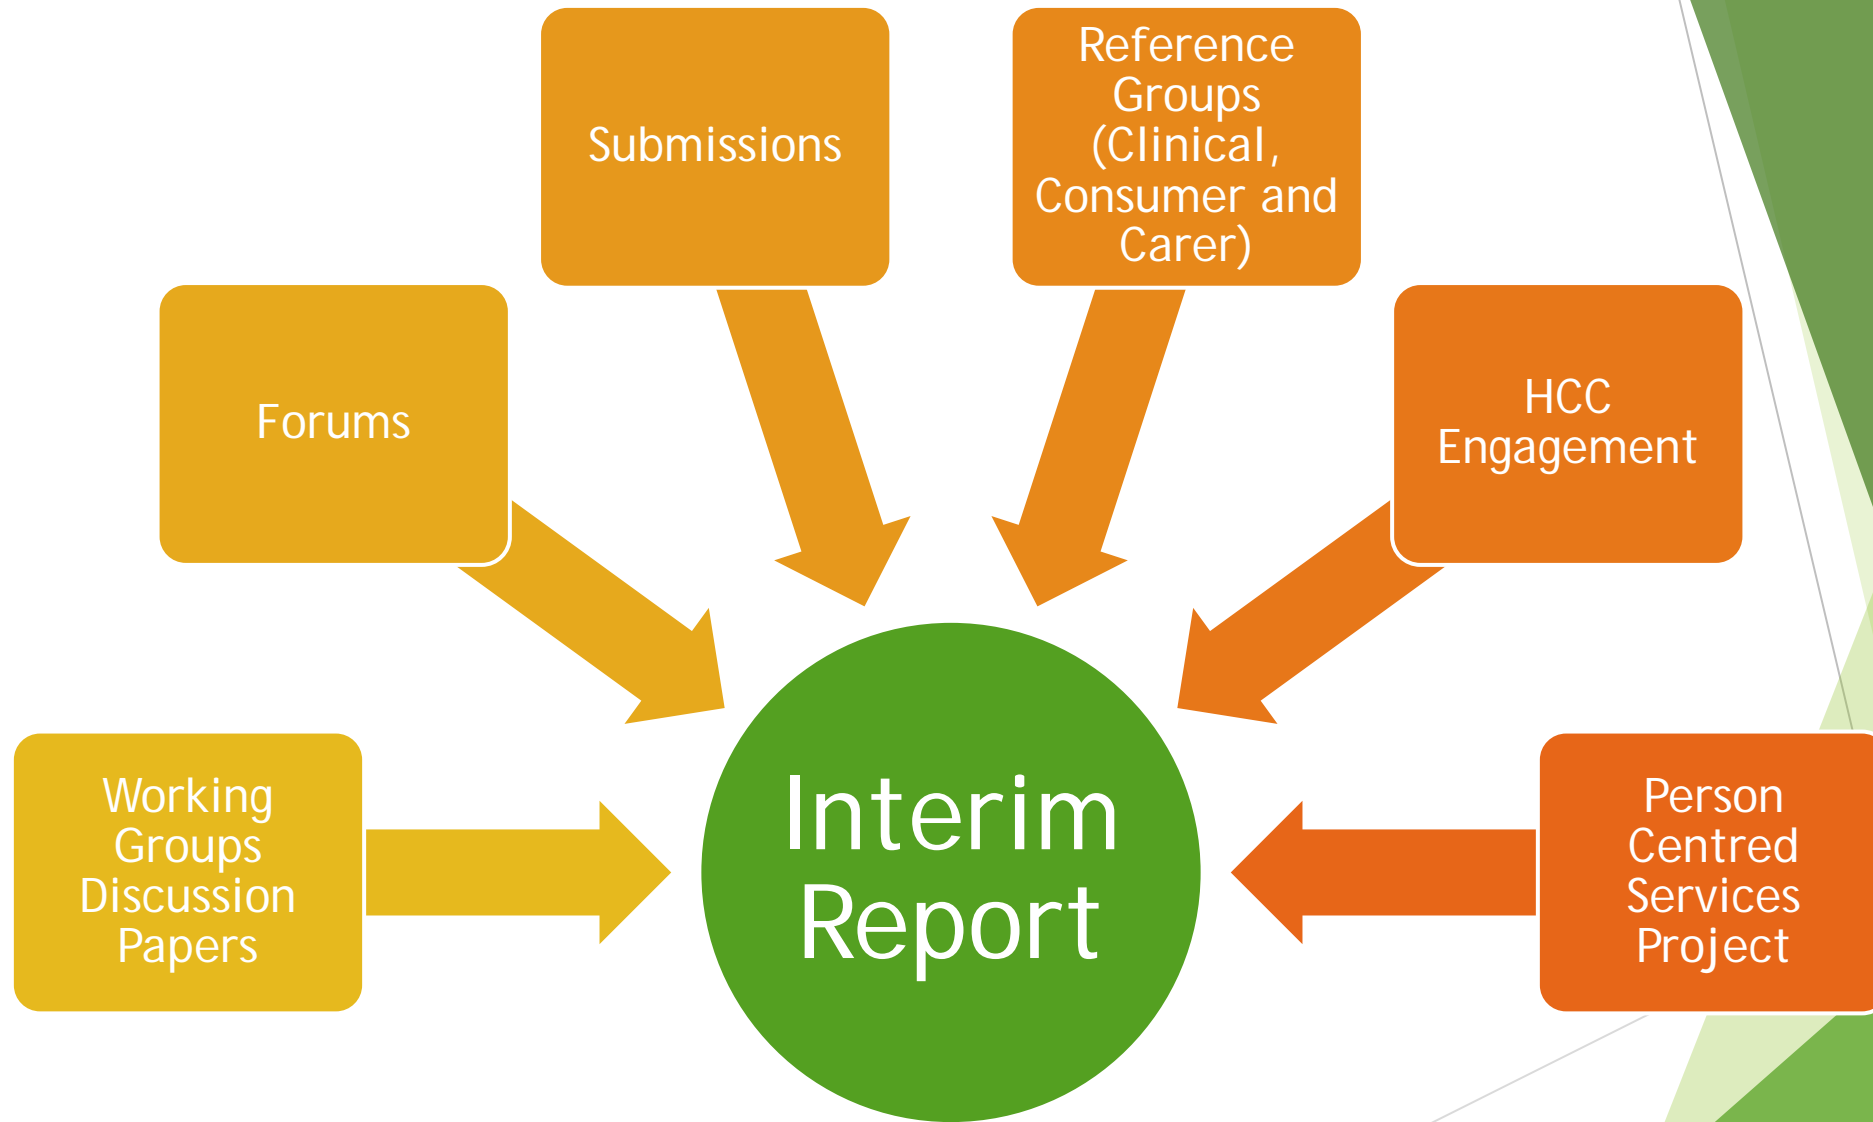 Submissions
Reference
Groups
(Clinical,
Consumer and
Carer)
Forums
HCC
Engagement
Working
Groups
Discussion
Papers
Interim
Report
Person
Centred
Services
Project